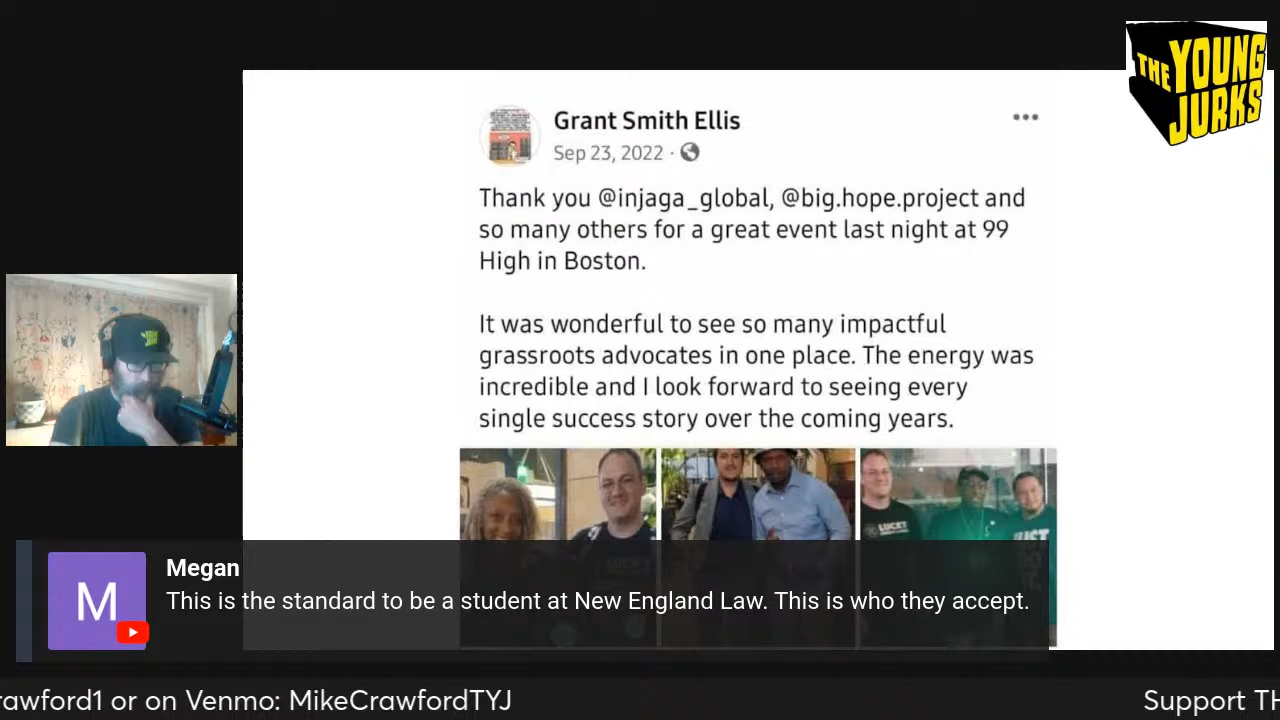 THE YOUNG JURKS
Grant Smith Ellis
Sep 23, 2022 ·
Thank you @injaga_global, @big.hope.project and
so many others for a great event last night at 99
High in Boston.
It was wonderful to see so many impactful
grassroots advocates in one place. The energy was
incredible and I look forward to seeing every
single success story over the coming years.
LUCKY
JUST
M
Megan
This is the standard to be a student at New England Law. This is who they accept.
rawford1 or on Venmo: MikeCrawfordTYJ
Support TH